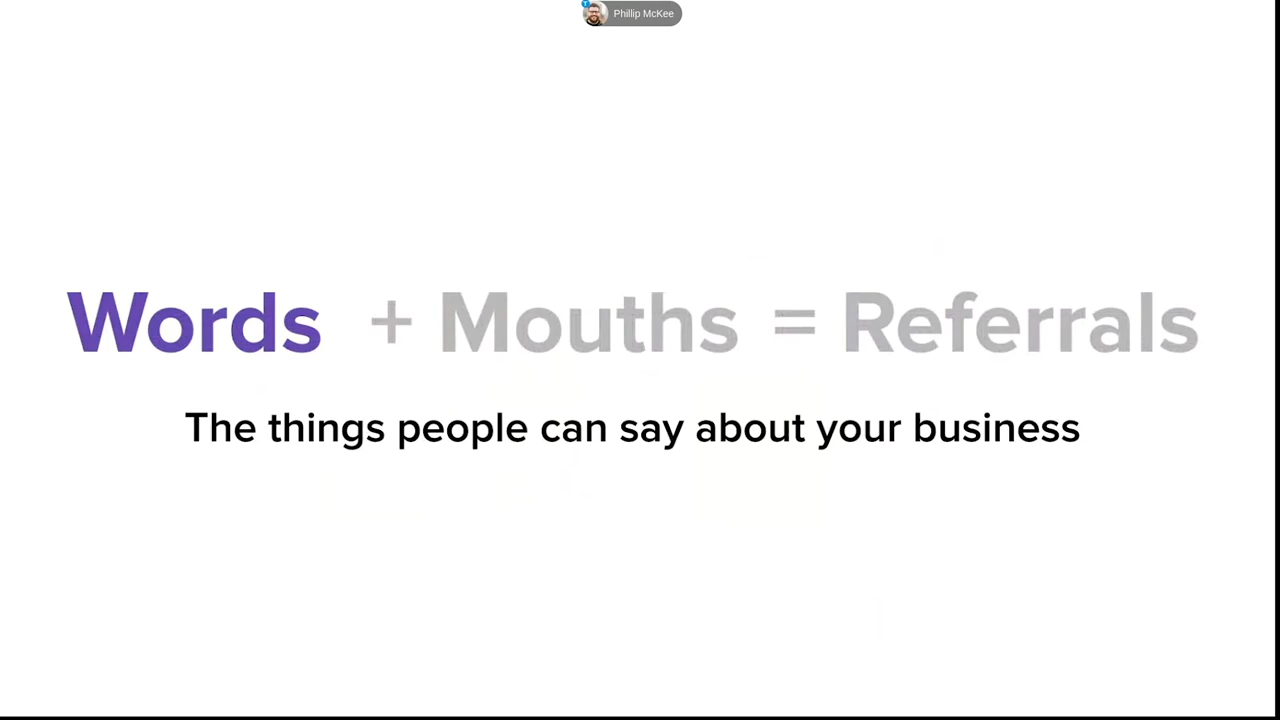 Phillip McKee
Words + Mouths = Referrals
The things people can say about your business